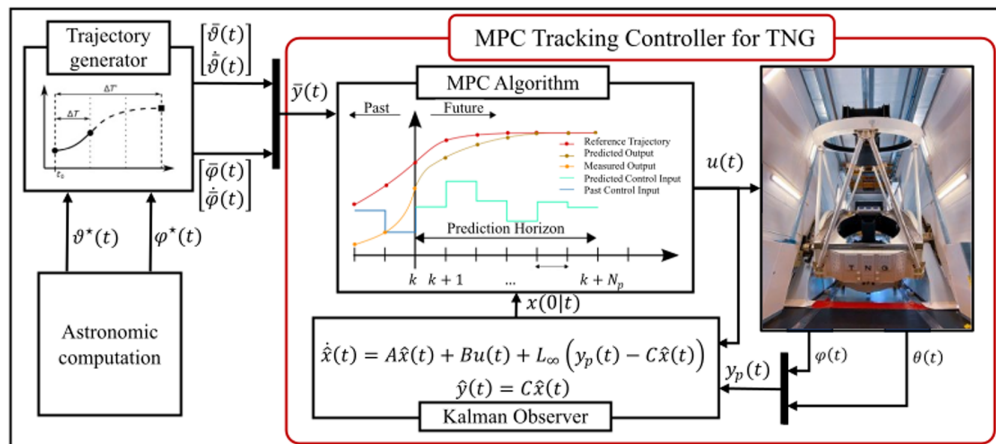 Trajectory
generator
ΔT*
ΔT
t₀
[ϑ̄(t)]
[ϑ̄̇(t)]
[φ̄(t)]
[φ̄̇(t)]
ȳ(t)
ϑ*(t)
φ*(t)
Astronomic
computation
MPC Tracking Controller for TNG
MPC Algorithm
Past
Future
Reference Trajectory
Predicted Output
Measured Output
Predicted Control Input
Past Control Input
Prediction Horizon
k k + 1 ... k + Nₚ
u(t)
TNG
x(0|t)
x̂̇(t) = Ax̂(t) + Bu(t) + L∞(yₚ(t) − Cx̂(t))
ŷ(t) = Cx̂(t)
Kalman Observer
yₚ(t)
φ(t)
θ(t)